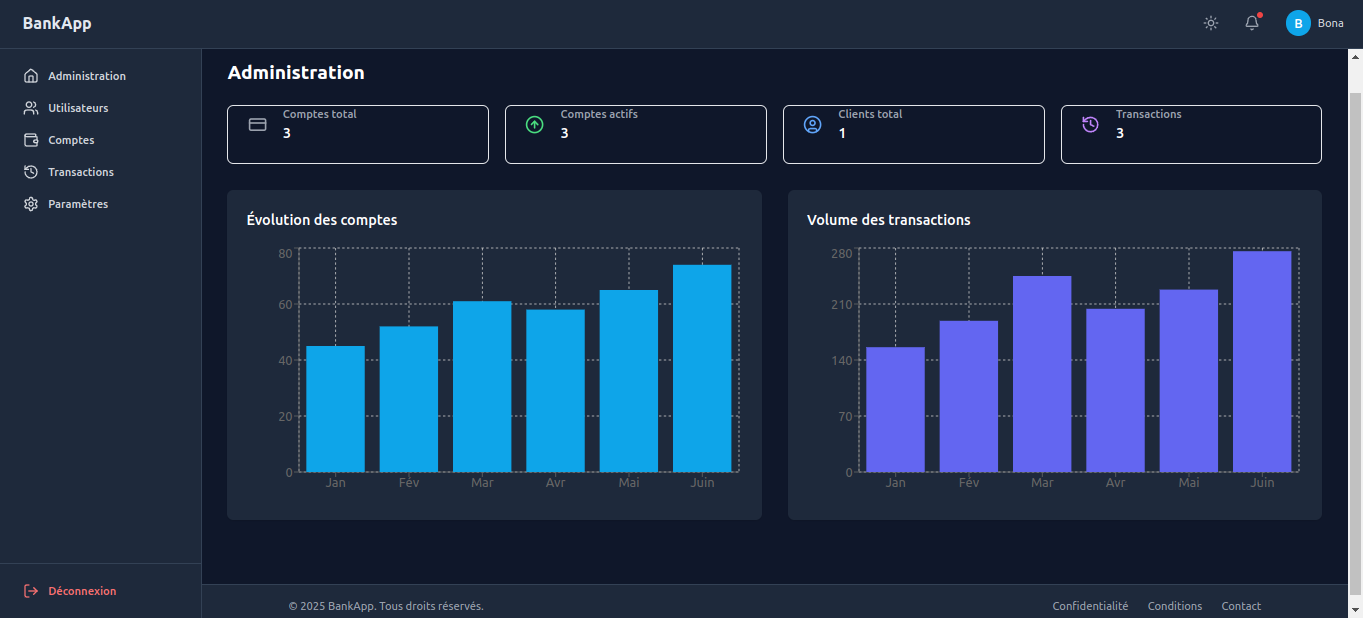 BankApp
B Bona
Administration
Utilisateurs
Comptes
Transactions
Paramètres
Déconnexion
Administration
Comptes total
3
Comptes actifs
3
Clients total
1
Transactions
3
Évolution des comptes
80
60
40
20
0
Jan Fév Mar Avr Mai Juin
Volume des transactions
280
210
140
70
0
Jan Fév Mar Avr Mai Juin
© 2025 BankApp. Tous droits réservés.
Confidentialité Conditions Contact